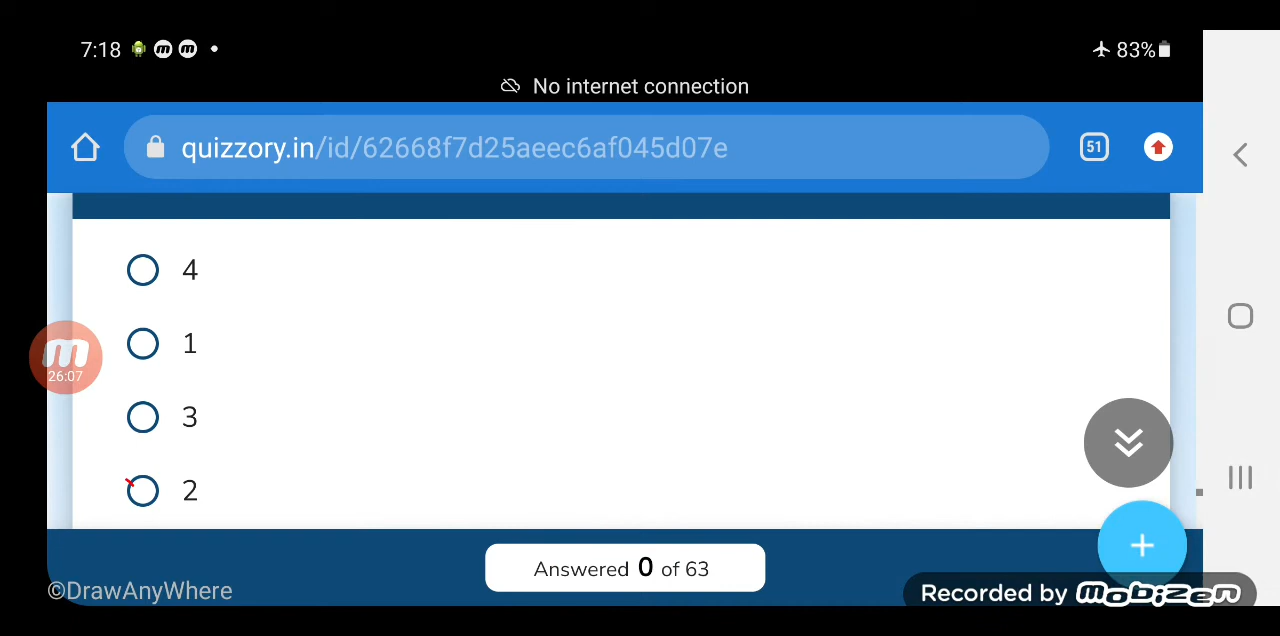 7:18 83%
No internet connection
quizzory.in/id/62668f7d25aeec6af045d07e 51
4
1
26:07
3
2
Answered 0 of 63
©DrawAnyWhere
Recorded by mobizen